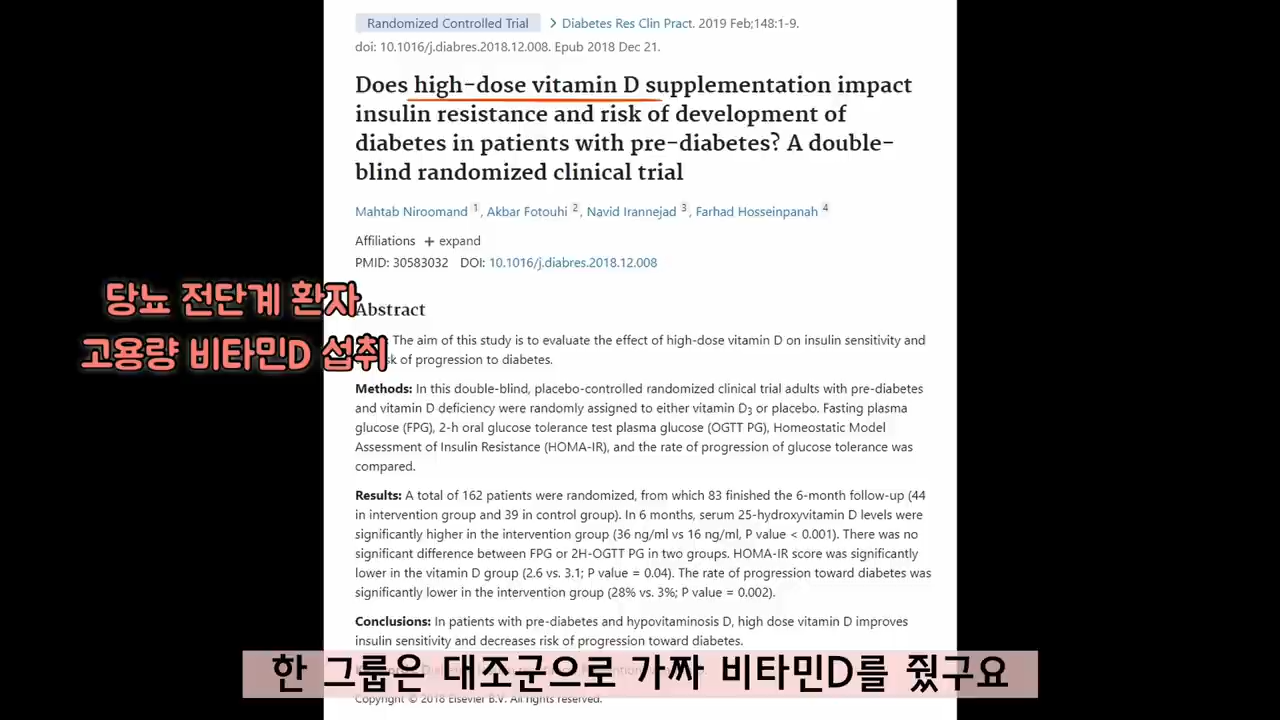 Randomized Controlled Trial > Diabetes Res Clin Pract. 2019 Feb;148:1-9.
doi: 10.1016/j.diabres.2018.12.008. Epub 2018 Dec 21.
Does high-dose vitamin D supplementation impact
insulin resistance and risk of development of
diabetes in patients with pre-diabetes? A double-
blind randomized clinical trial
Mahtab Niroomand 1, Akbar Fotouhi 2, Navid Irannejad 3, Farhad Hosseinpanah 4
Affiliations + expand
PMID: 30583032 DOI: 10.1016/j.diabres.2018.12.008
당뇨 전단계 환자
고용량 비타민D 섭취
Abstract
The aim of this study is to evaluate the effect of high-dose vitamin D on insulin sensitivity and
of progression to diabetes.
Methods: In this double-blind, placebo-controlled randomized clinical trial adults with pre-diabetes
and vitamin D deficiency were randomly assigned to either vitamin D3 or placebo. Fasting plasma
glucose (FPG), 2-h oral glucose tolerance test plasma glucose (OGTT PG), Homeostatic Model
Assessment of Insulin Resistance (HOMA-IR), and the rate of progression of glucose tolerance was
compared.
Results: A total of 162 patients were randomized, from which 83 finished the 6-month follow-up (44
in intervention group and 39 in control group). In 6 months, serum 25-hydroxyvitamin D levels were
significantly higher in the intervention group (36 ng/ml vs 16 ng/ml, P value < 0.001). There was no
significant difference between FPG or 2H-OGTT PG in two groups. HOMA-IR score was significantly
lower in the vitamin D group (2.6 vs. 3.1; P value = 0.04). The rate of progression toward diabetes was
significantly lower in the intervention group (28% vs. 3%; P value = 0.002).
Conclusions: In patients with pre-diabetes and hypovitaminosis D, high dose vitamin D improves
insulin sensitivity and decreases risk of progression toward diabetes.
한 그룹은 대조군으로 가짜 비타민D를 줬구요
Copyright © 2018 Elsevier B.V. All rights reserved.